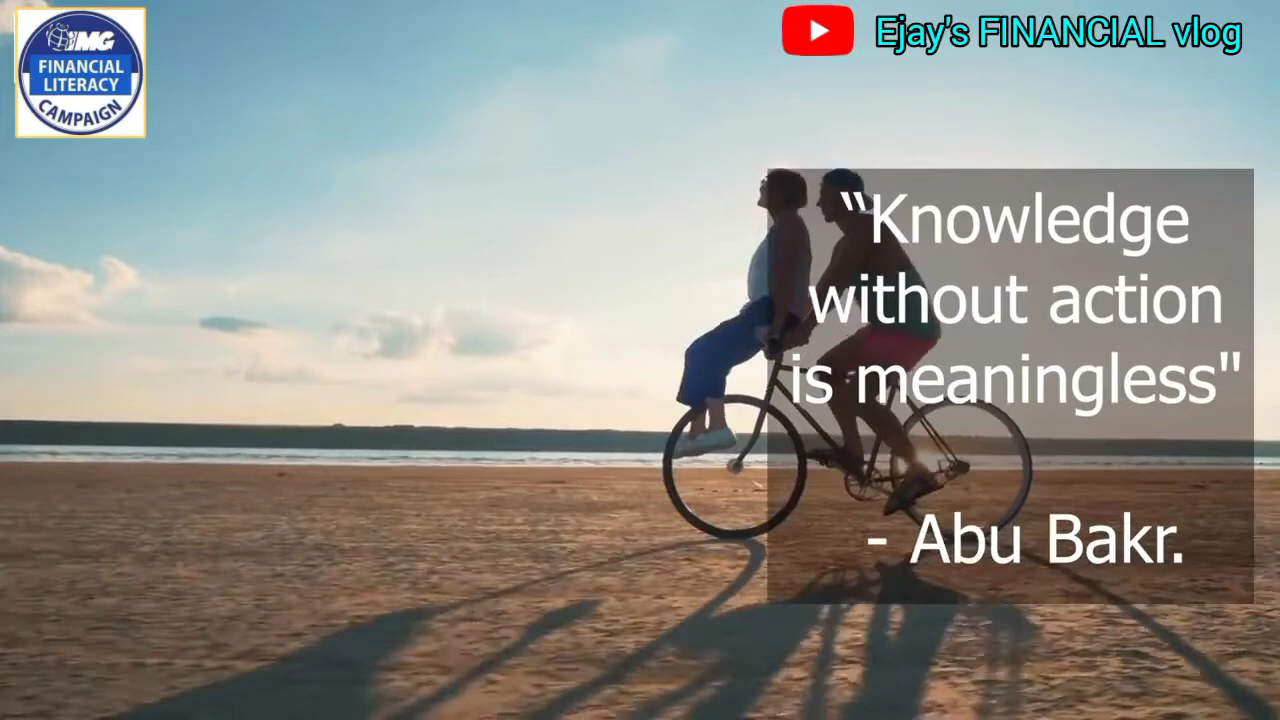 IMG
FINANCIAL
LITERACY
CAMPAIGN
Ejay's FINANCIAL vlog
“Knowledge
without action
is meaningless"
- Abu Bakr.